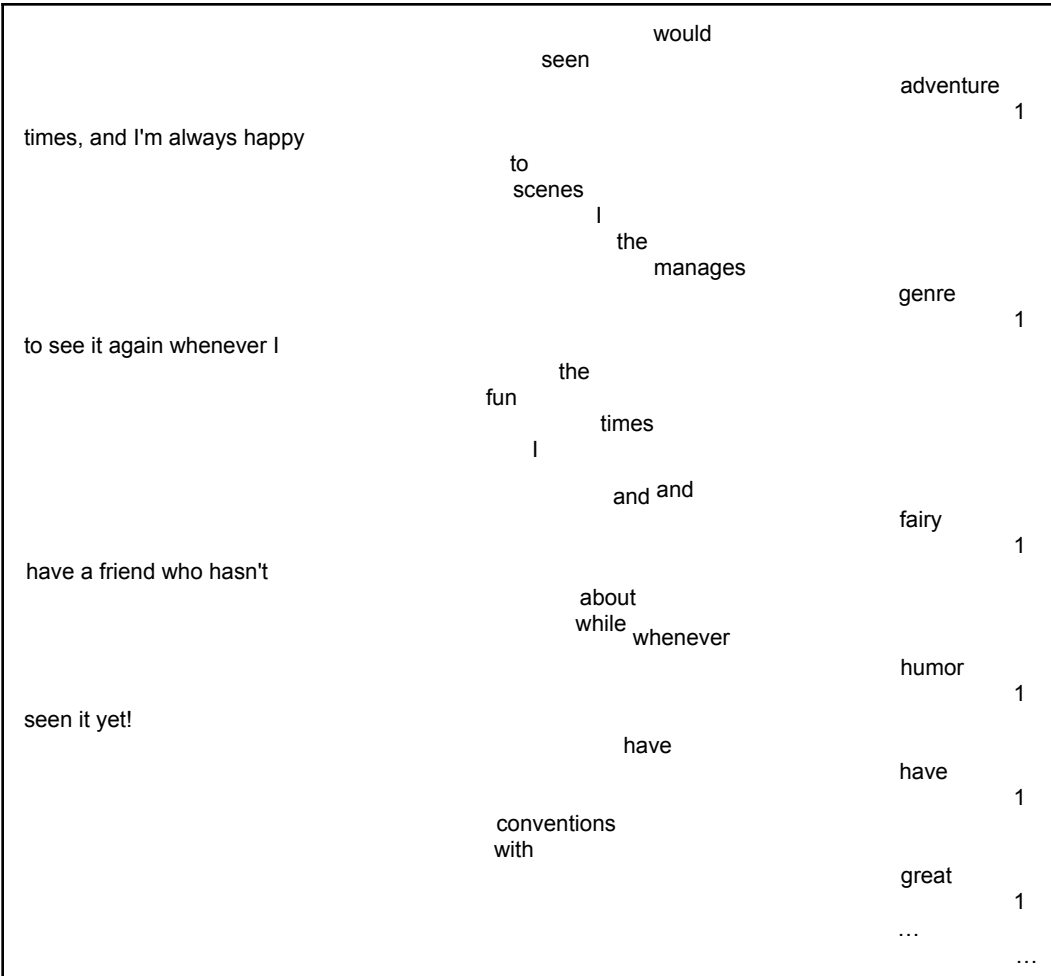 would
seen
adventure
1
times, and I'm always happy
to
scenes
I
the
manages
genre
1
to see it again whenever I
the
fun
times
I
and and
fairy
1
have a friend who hasn't
about
while whenever
humor
1
seen it yet!
have
have
1
conventions
with
great
1
…
…